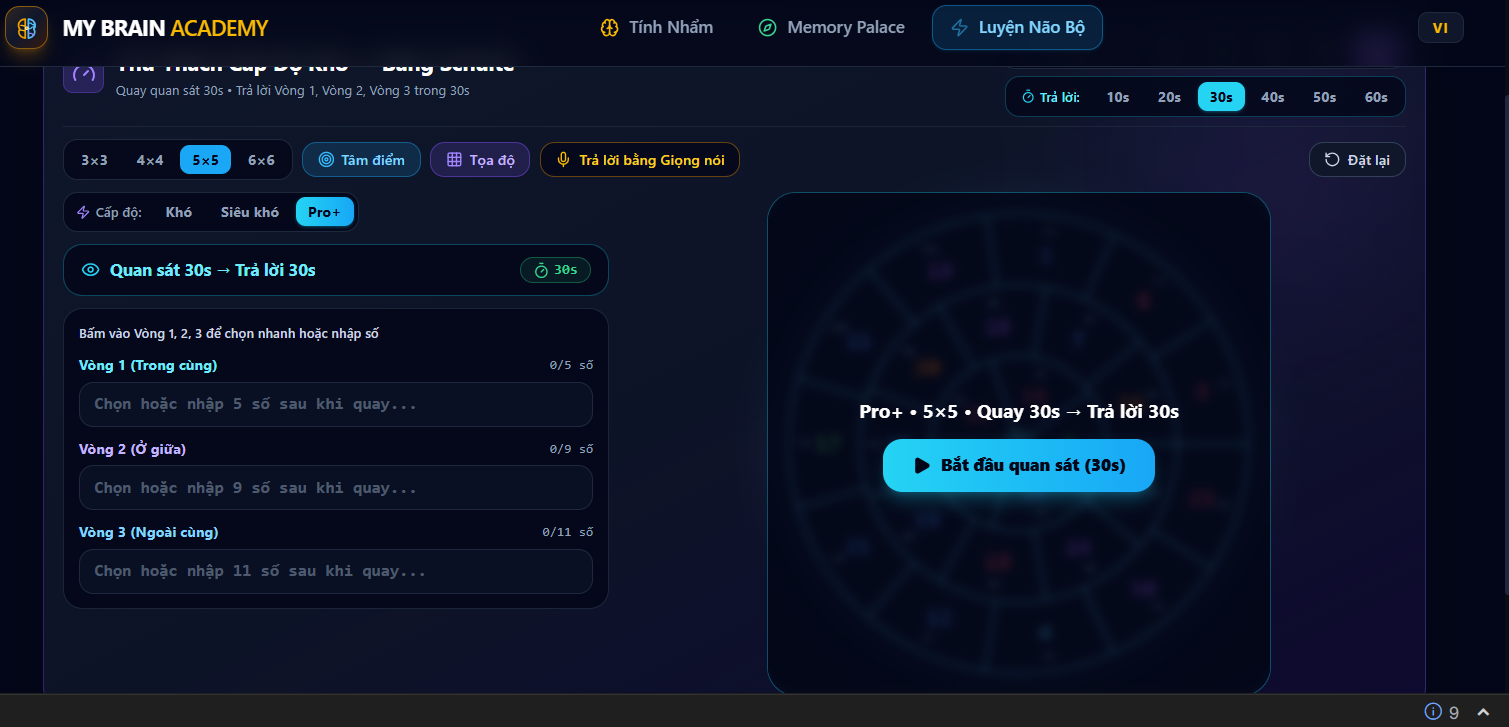 MY BRAIN ACADEMY
Tính Nhẩm
Memory Palace
Luyện Não Bộ
VI
Thử Thách Cấp Độ Khó — Bảng Schulte
Quay quan sát 30s • Trả lời Vòng 1, Vòng 2, Vòng 3 trong 30s
Trả lời: 10s 20s 30s 40s 50s 60s
3×3 4×4 5×5 6×6 Tâm điểm Tọa độ Trả lời bằng Giọng nói Đặt lại
Cấp độ: Khó Siêu khó Pro+
Quan sát 30s → Trả lời 30s 30s
Bấm vào Vòng 1, 2, 3 để chọn nhanh hoặc nhập số
Vòng 1 (Trong cùng) 0/5 số
Chọn hoặc nhập 5 số sau khi quay...
Vòng 2 (Ở giữa) 0/9 số
Chọn hoặc nhập 9 số sau khi quay...
Vòng 3 (Ngoài cùng) 0/11 số
Chọn hoặc nhập 11 số sau khi quay...
Pro+ • 5×5 • Quay 30s → Trả lời 30s
Bắt đầu quan sát (30s)
9